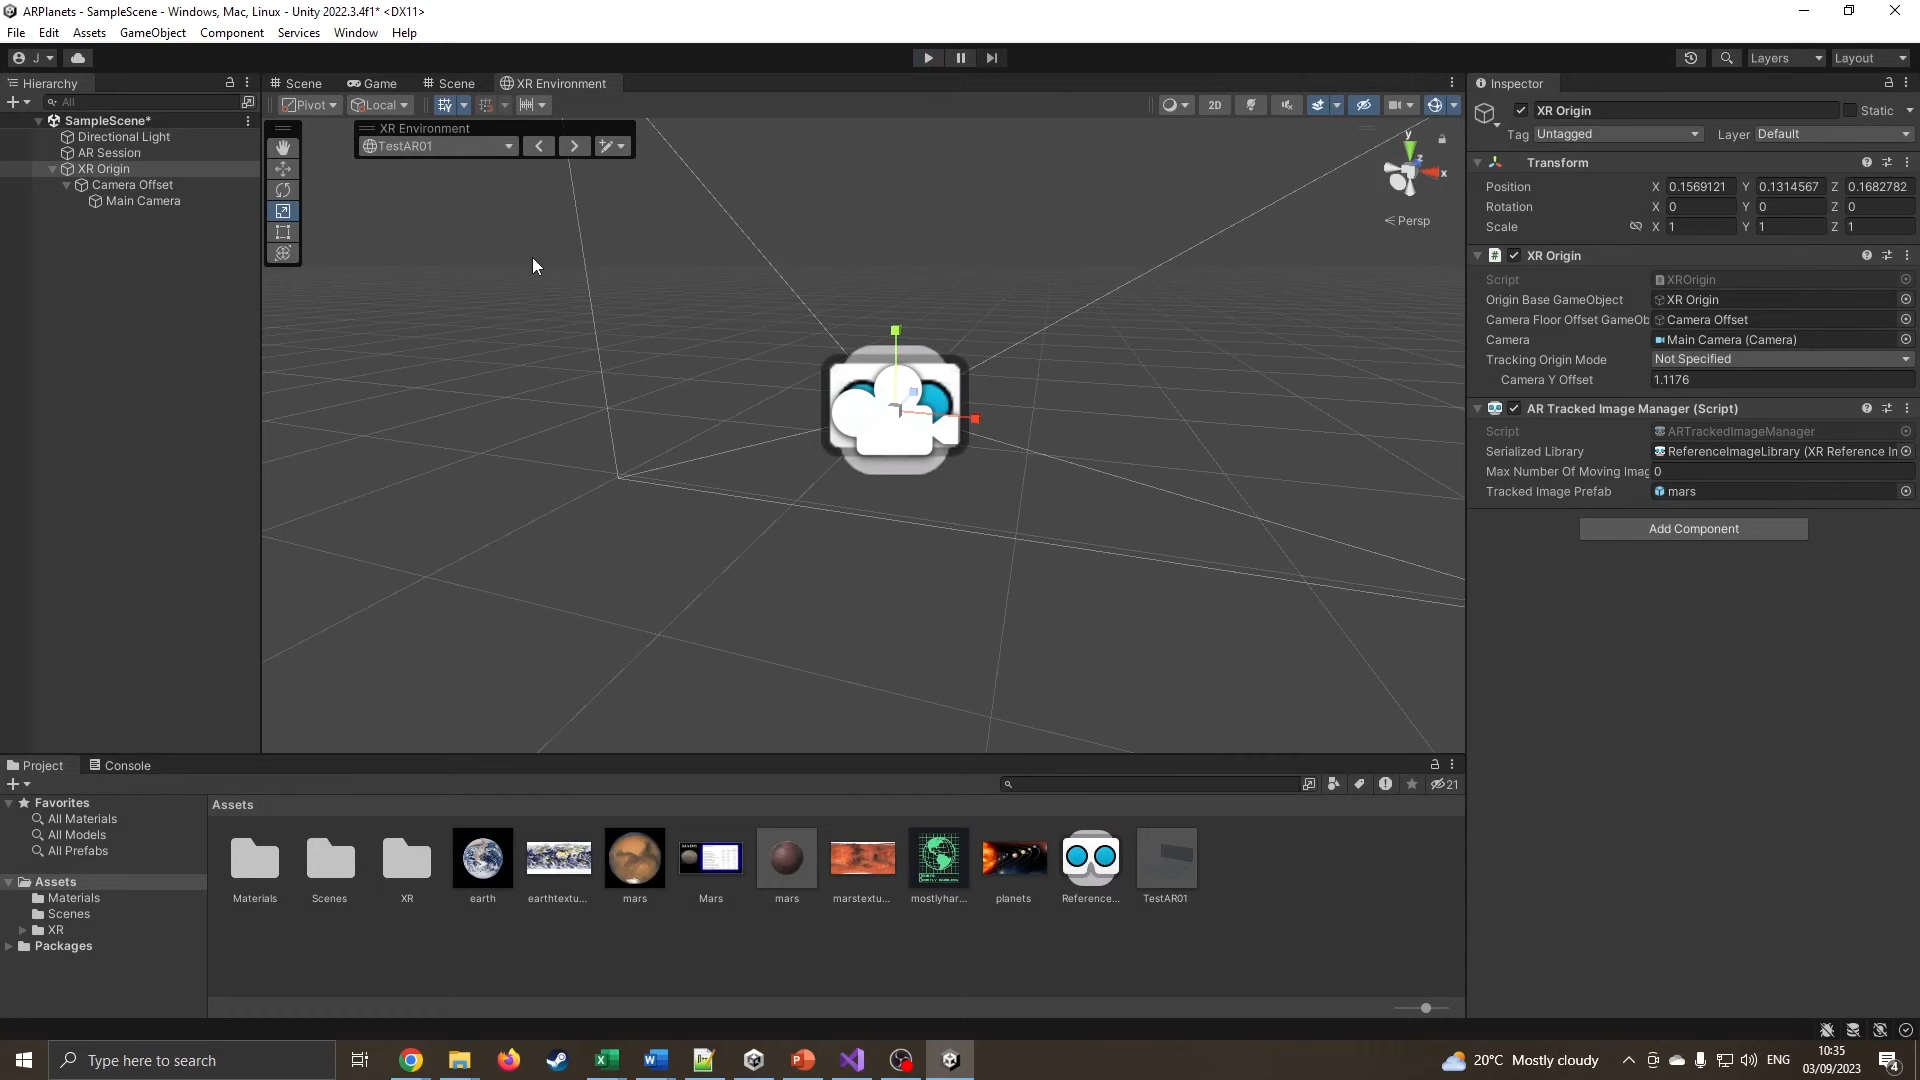 ARPlanets - SampleScene - Windows, Mac, Linux - Unity 2022.3.4f1* <DX11>
File Edit Assets GameObject Component Services Window Help
J Layers Layout
Hierarchy
All
SampleScene*
Directional Light
AR Session
XR Origin
Camera Offset
Main Camera
Scene Game Scene XR Environment
Pivot Local 2D
XR Environment
TestAR01
y
z
x
Persp
Inspector
XR Origin Static
Tag Untagged Layer Default
Transform
Position X 0.1569121 Y 0.1314567 Z 0.1682782
Rotation X 0 Y 0 Z 0
Scale X 1 Y 1 Z 1
XR Origin
Script XROrigin
Origin Base GameObject XR Origin
Camera Floor Offset GameOb Camera Offset
Camera Main Camera (Camera)
Tracking Origin Mode Not Specified
Camera Y Offset 1.1176
AR Tracked Image Manager (Script)
Script ARTrackedImageManager
Serialized Library ReferenceImageLibrary (XR Reference In
Max Number Of Moving Imag 0
Tracked Image Prefab mars
Add Component
Project Console
21
Favorites
All Materials
All Models
All Prefabs
Assets
Materials
Scenes
XR
Packages
Assets
Materials Scenes XR earth earthtextu... mars Mars mars marstextu... mostlyhar... planets Reference... TestAR01
Type here to search
20°C Mostly cloudy ENG
10:35
03/09/2023
4